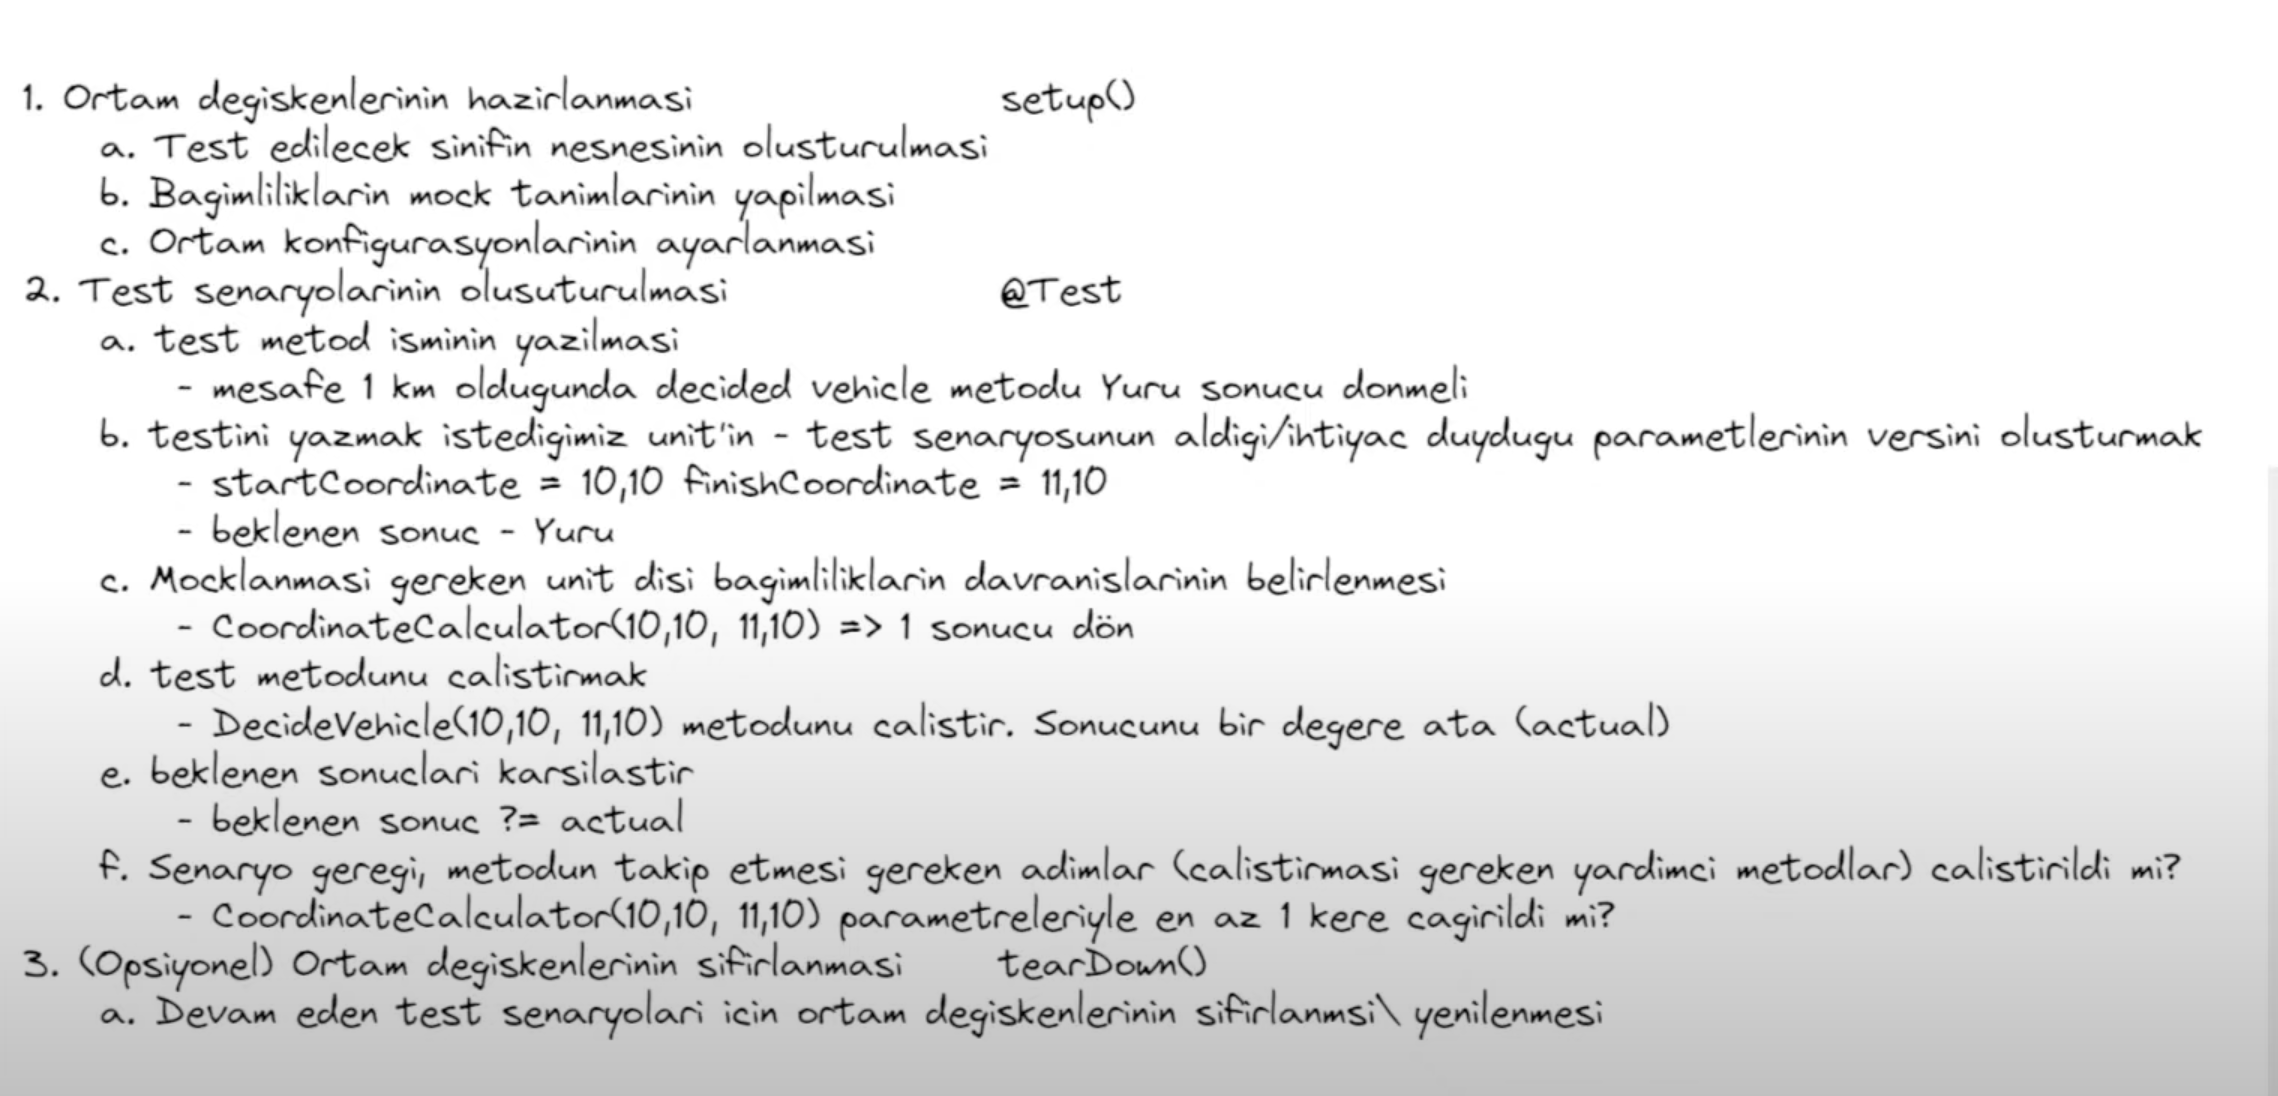 1. Ortam degiskenlerinin hazirlanmasi setup()
a. Test edilecek sinifin nesnesinin olusturulmasi
b. Bagimliliklarin mock tanimlarinin yapilmasi
c. Ortam konfigurasyonlarinin ayarlanmasi
2. Test senaryolarinin olusuturulmasi @Test
a. test metod isminin yazilmasi
- mesafe 1 km oldugunda decided vehicle metodu Yuru sonucu donmeli
b. testini yazmak istedigimiz unit'in - test senaryosunun aldigi/ihtiyac duydugu parametlerinin versini olusturmak
- startCoordinate = 10,10 finishCoordinate = 11,10
- beklenen sonuc - Yuru
c. Mocklanmasi gereken unit disi bagimliliklarin davranislarinin belirlenmesi
- CoordinateCalculator(10,10, 11,10) => 1 sonucu dön
d. test metodunu calistirmak
- DecideVehicle(10,10, 11,10) metodunu calistir. Sonucunu bir degere ata (actual)
e. beklenen sonuclari karsilastir
- beklenen sonuc ?= actual
f. Senaryo geregi, metodun takip etmesi gereken adimlar (calistirmasi gereken yardimci metodlar) calistirildi mi?
- CoordinateCalculator(10,10, 11,10) parametreleriyle en az 1 kere cagirildi mi?
3. (Opsiyonel) Ortam degiskenlerinin sifirlanmasi tearDown()
a. Devam eden test senaryolari icin ortam degiskenlerinin sifirlanmsi\ yenilenmesi